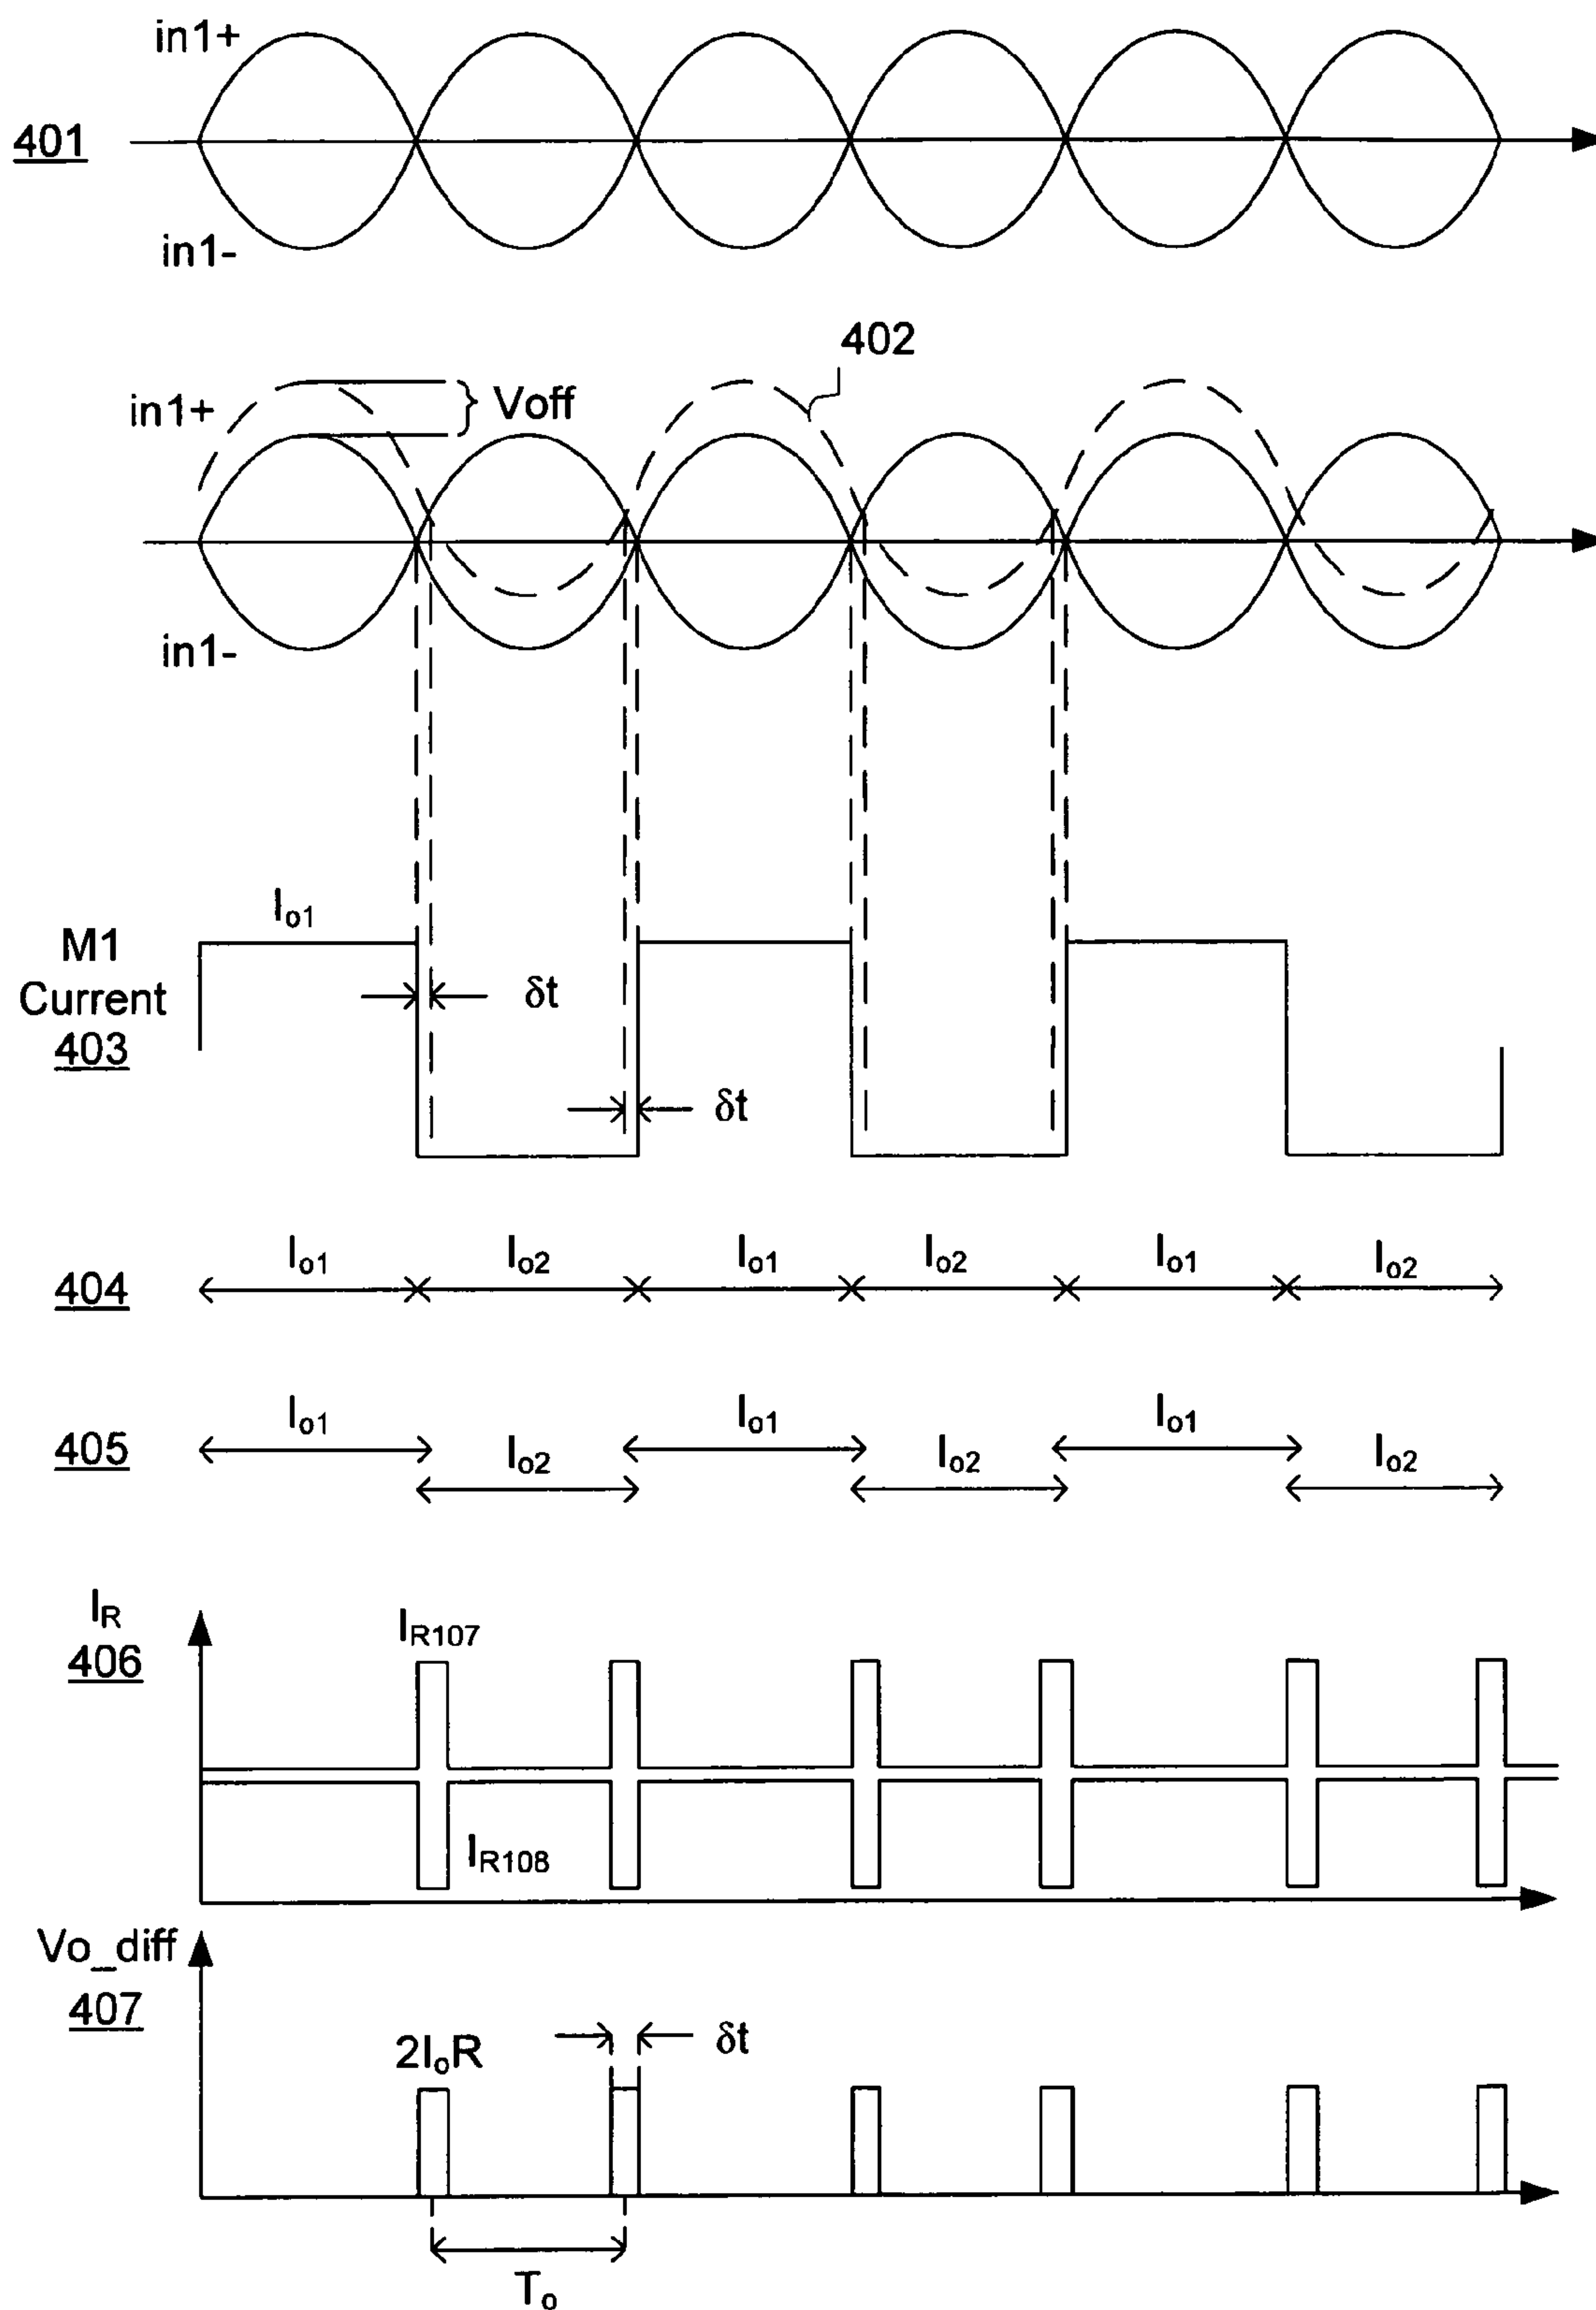 in1+
401
in1-
402
in1+
Voff
in1-
Io1
M1
Current
403
δt
δt
404
Io1
Io2
Io1
Io2
Io1
Io2
405
Io1
Io2
Io1
Io2
Io1
Io2
IR
406
IR107
IR108
Vo_diff
407
2IoR
δt
To